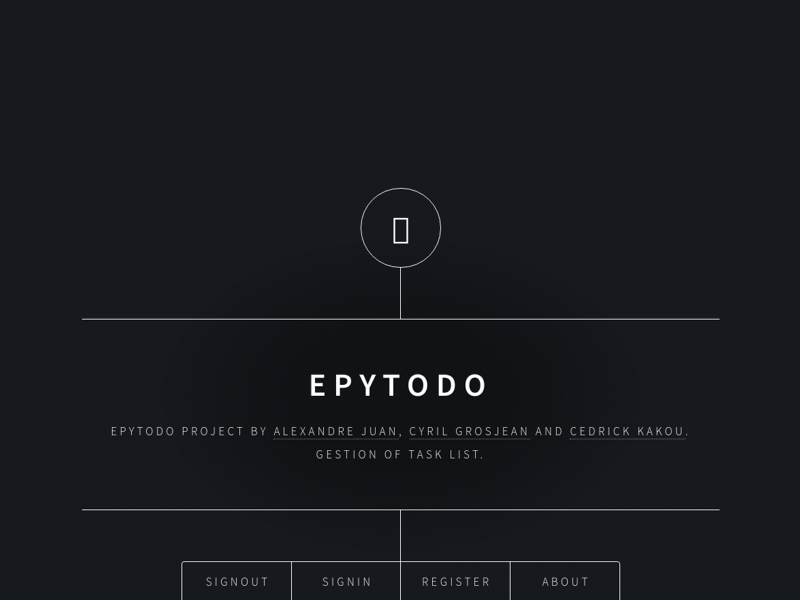 EPYTODO
EPYTODO PROJECT BY ALEXANDRE JUAN, CYRIL GROSJEAN AND CEDRICK KAKOU.
GESTION OF TASK LIST.
SIGNOUT SIGNIN REGISTER ABOUT